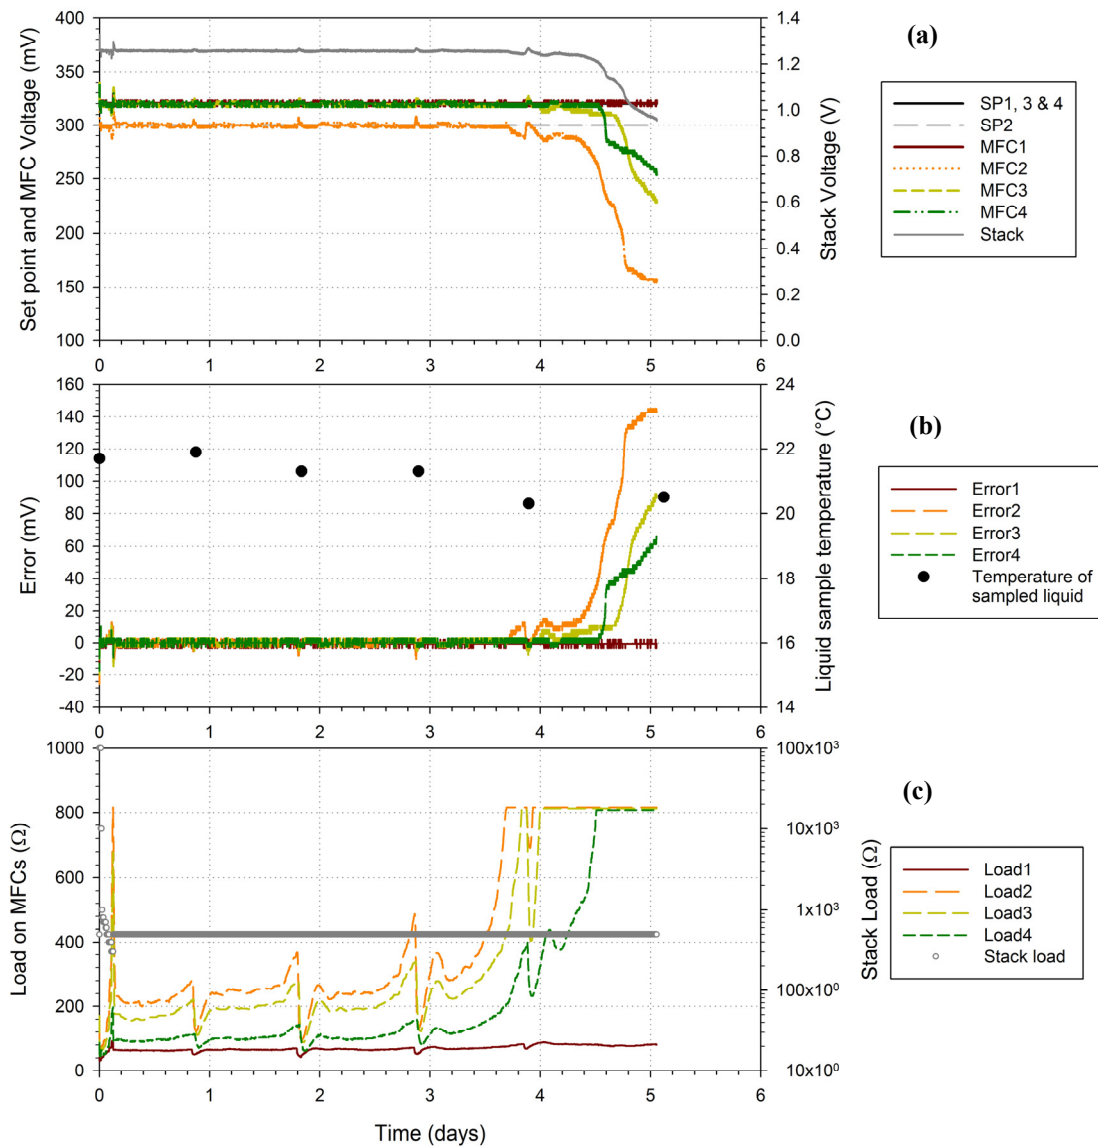 (a)
400
350
300
250
200
150
100
Set point and MFC Voltage (mV)
1.4
1.2
1.0
0.8
0.6
0.4
0.2
0.0
Stack Voltage (V)
0 1 2 3 4 5 6
SP1, 3 & 4
SP2
MFC1
MFC2
MFC3
MFC4
Stack
(b)
160
140
120
100
80
60
40
20
0
-20
-40
Error (mV)
24
22
20
18
16
14
Liquid sample temperature (°C)
0 1 2 3 4 5 6
Error1
Error2
Error3
Error4
Temperature of
sampled liquid
(c)
1000
800
600
400
200
0
Load on MFCs (Ω)
100x10³
10x10³
1x10³
100x10⁰
10x10⁰
Stack Load (Ω)
0 1 2 3 4 5 6
Time (days)
Load1
Load2
Load3
Load4
Stack load